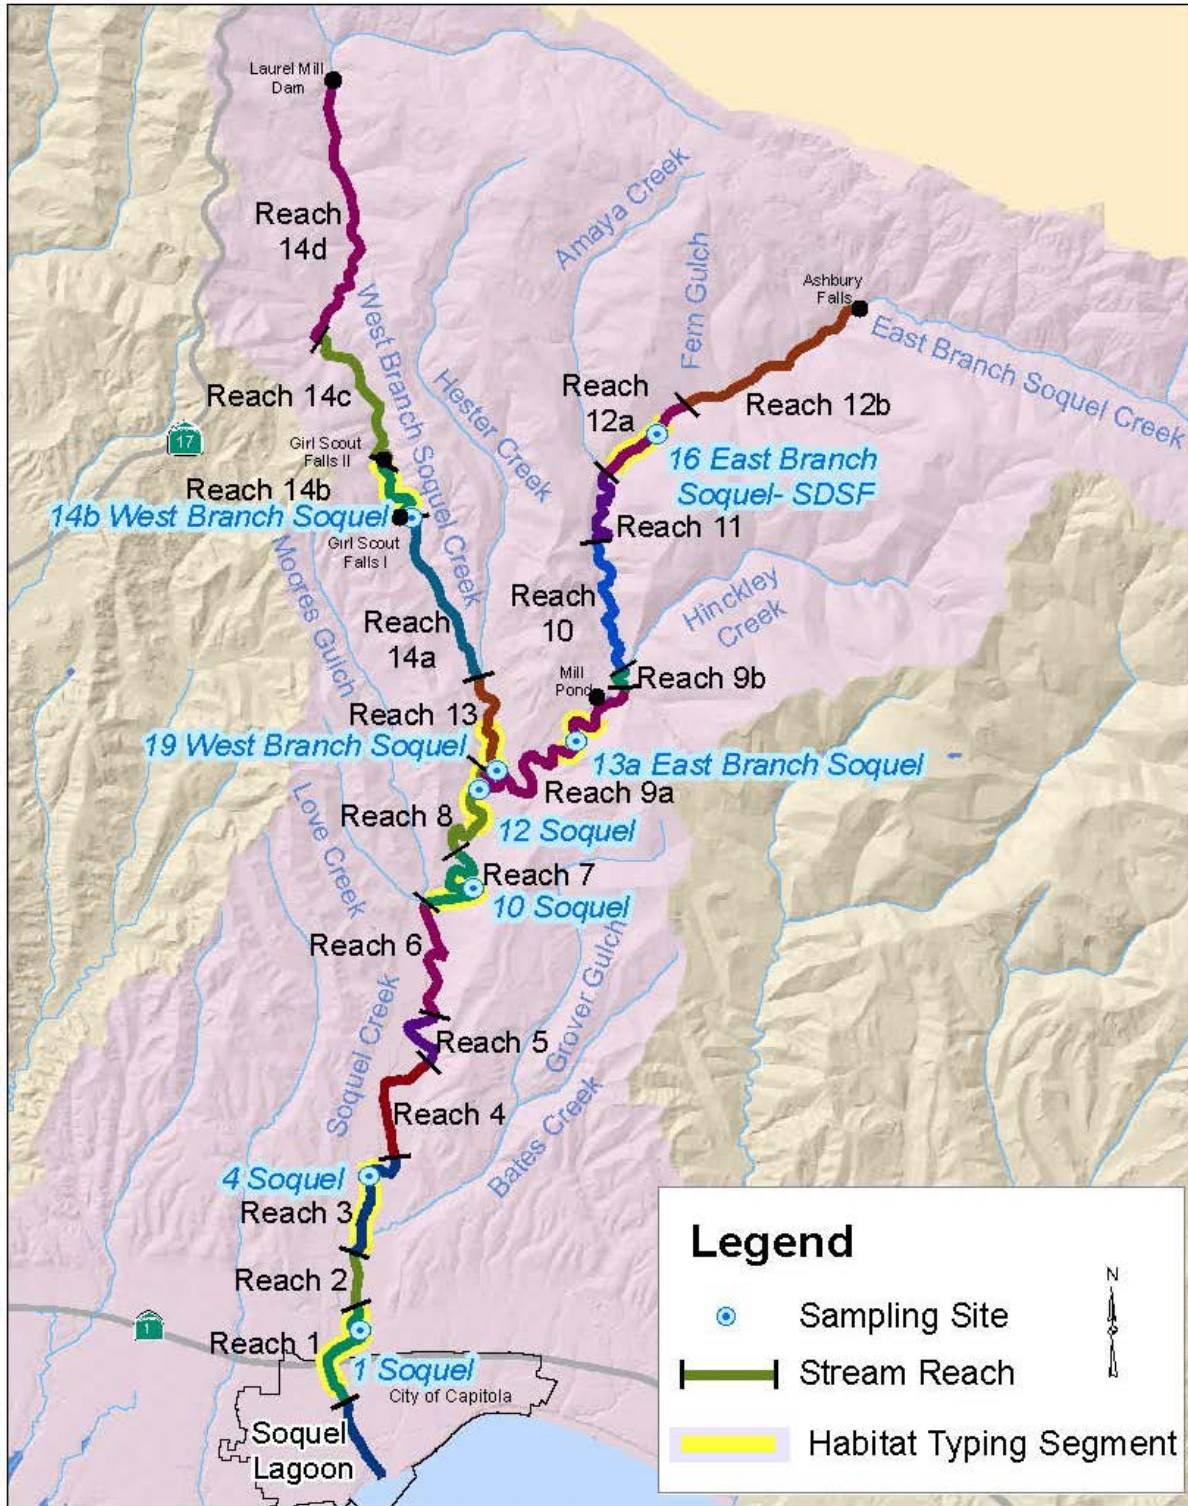 Laurel Mill
Dam
Reach
14d
Amaya Creek
Fern Gulch
Ashbury
Falls
East Branch Soquel Creek
West Branch Soquel Creek
Hester Creek
Reach 14c
Reach
12a
Reach 12b
17
Girl Scout
Falls II
16 East Branch
Soquel- SDSF
Reach 14b
14b West Branch Soquel
Girl Scout
Falls I
Reach 11
Moores Gulch
Reach
10
Hinckley
Creek
Reach
14a
Mill
Pond
Reach 9b
Reach 13
19 West Branch Soquel
13a East Branch Soquel
Reach 9a
Love Creek
Reach 8
12 Soquel
Reach 7
10 Soquel
Reach 6
Grover Gulch
Soquel Creek
Reach 5
Reach 4
Bates Creek
4 Soquel
Reach 3
Reach 2
1
Reach 1
1 Soquel
City of Capitola
Soquel
Lagoon
Legend
N
Sampling Site
Stream Reach
Habitat Typing Segment